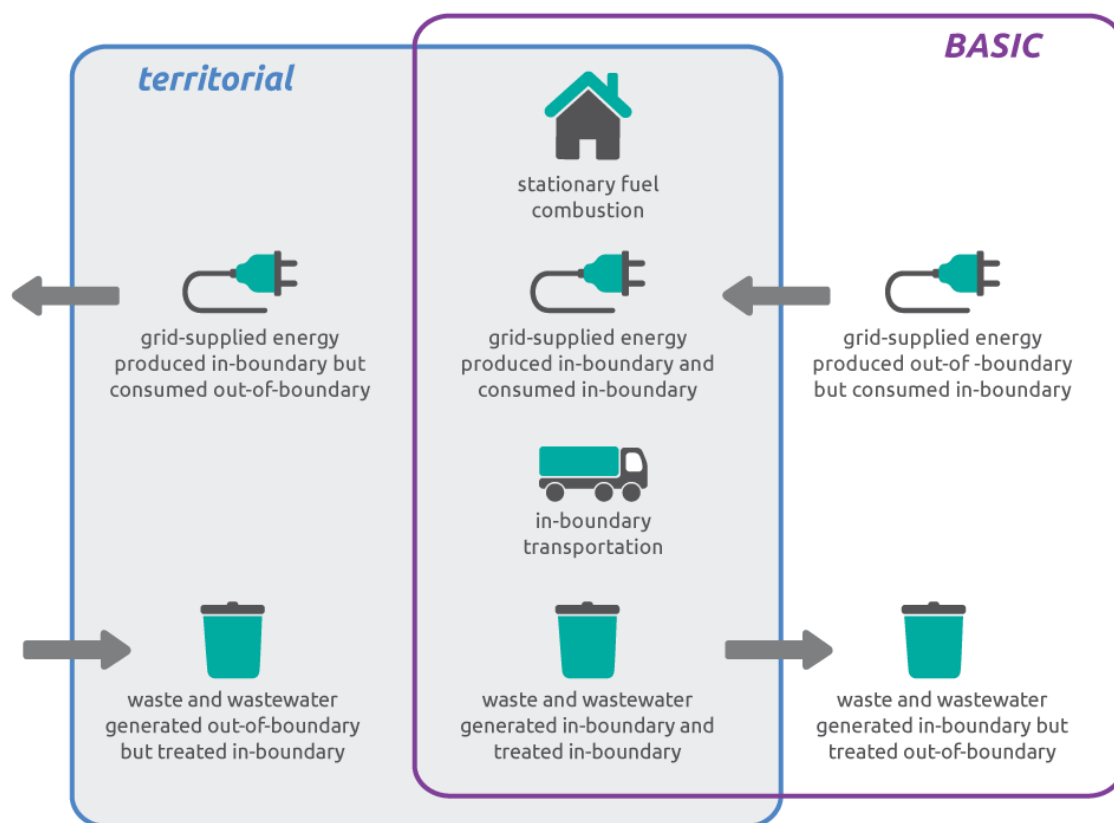 territorial
BASIC
stationary fuel
combustion
grid-supplied energy
produced in-boundary but
consumed out-of-boundary
grid-supplied energy
produced in-boundary and
consumed in-boundary
grid-supplied energy
produced out-of -boundary
but consumed in-boundary
in-boundary
transportation
waste and wastewater
generated out-of-boundary
but treated in-boundary
waste and wastewater
generated in-boundary and
treated in-boundary
waste and wastewater
generated in-boundary but
treated out-of-boundary